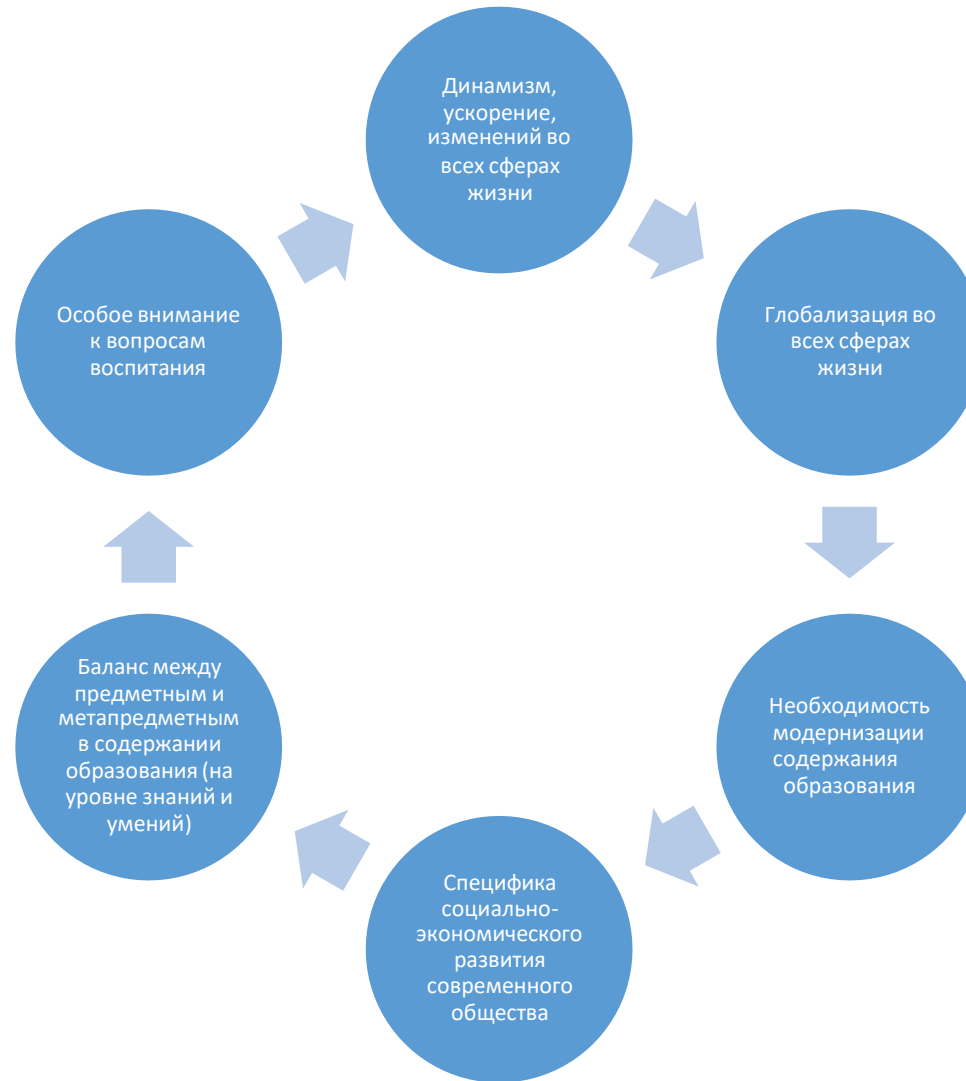 Динамизм,
ускорение,
изменений во
всех сферах
жизни
Глобализация во
всех сферах
жизни
Необходимость
модернизации
содержания
образования
Специфика
социально-
экономического
развития
современного
общества
Баланс между
предметным и
метапредметным
в содержании
образования (на
уровне знаний и
умений)
Особое внимание
к вопросам
воспитания